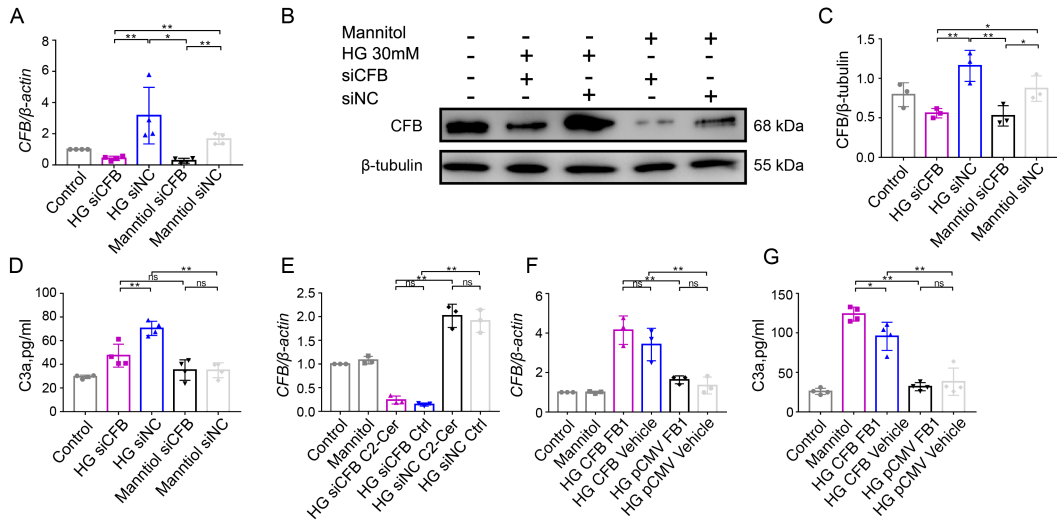 A
CFB/β-actin
8
6
4
2
0
** 
** * **
Control
HG siCFB
HG siNC
Manntiol siCFB
Manntiol siNC
B
Mannitol - - - + +
HG 30mM - + + - -
siCFB - + - + -
siNC - - + - +
CFB 68 kDa
β-tubulin 55 kDa
C
CFB/β-tubulin
1.5
1.0
0.5
0.0
*
** ** *
Control
HG siCFB
HG siNC
Manntiol siCFB
Manntiol siNC
D
C3a,pg/ml
100
80
60
40
20
0
**
ns
** ns
Control
HG siCFB
HG siNC
Manntiol siCFB
Manntiol siNC
E
CFB/β-actin
2.5
2.0
1.5
1.0
0.5
0.0
**
**
ns ns
Control
Mannitol
HG siCFB C2-Cer
HG siCFB Ctrl
HG siNC C2-Cer
HG siNC Ctrl
F
CFB/β-actin
6
4
2
0
**
**
ns ns
Control
Mannitol
HG CFB FB1
HG CFB Vehicle
HG pCMV FB1
HG pCMV Vehicle
G
C3a,pg/ml
150
100
50
0
**
**
* ns
Control
Mannitol
HG CFB FB1
HG CFB Vehicle
HG pCMV FB1
HG pCMV Vehicle